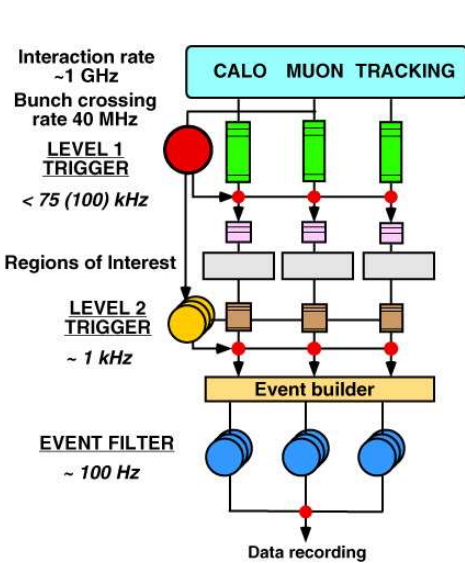 Interaction rate
~1 GHz
CALO MUON TRACKING
Bunch crossing
rate 40 MHz
LEVEL 1
TRIGGER
< 75 (100) kHz
Regions of Interest
LEVEL 2
TRIGGER
~ 1 kHz
Event builder
EVENT FILTER
~ 100 Hz
Data recording